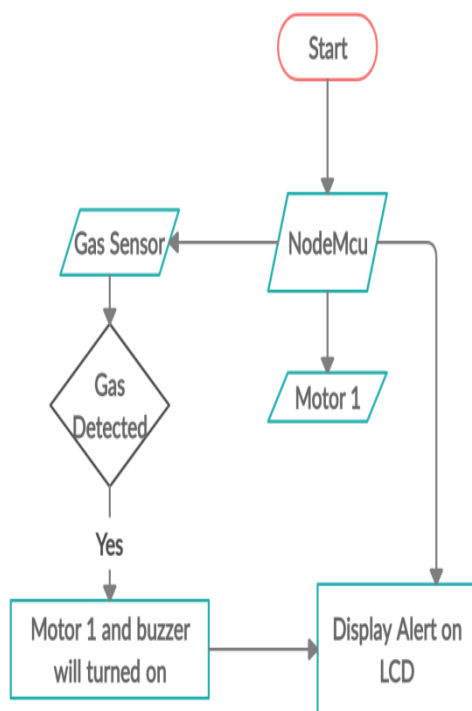 Start
Gas Sensor
NodeMcu
Motor 1
Gas
Detected
Yes
Motor 1 and buzzer
will turned on
Display Alert on
LCD